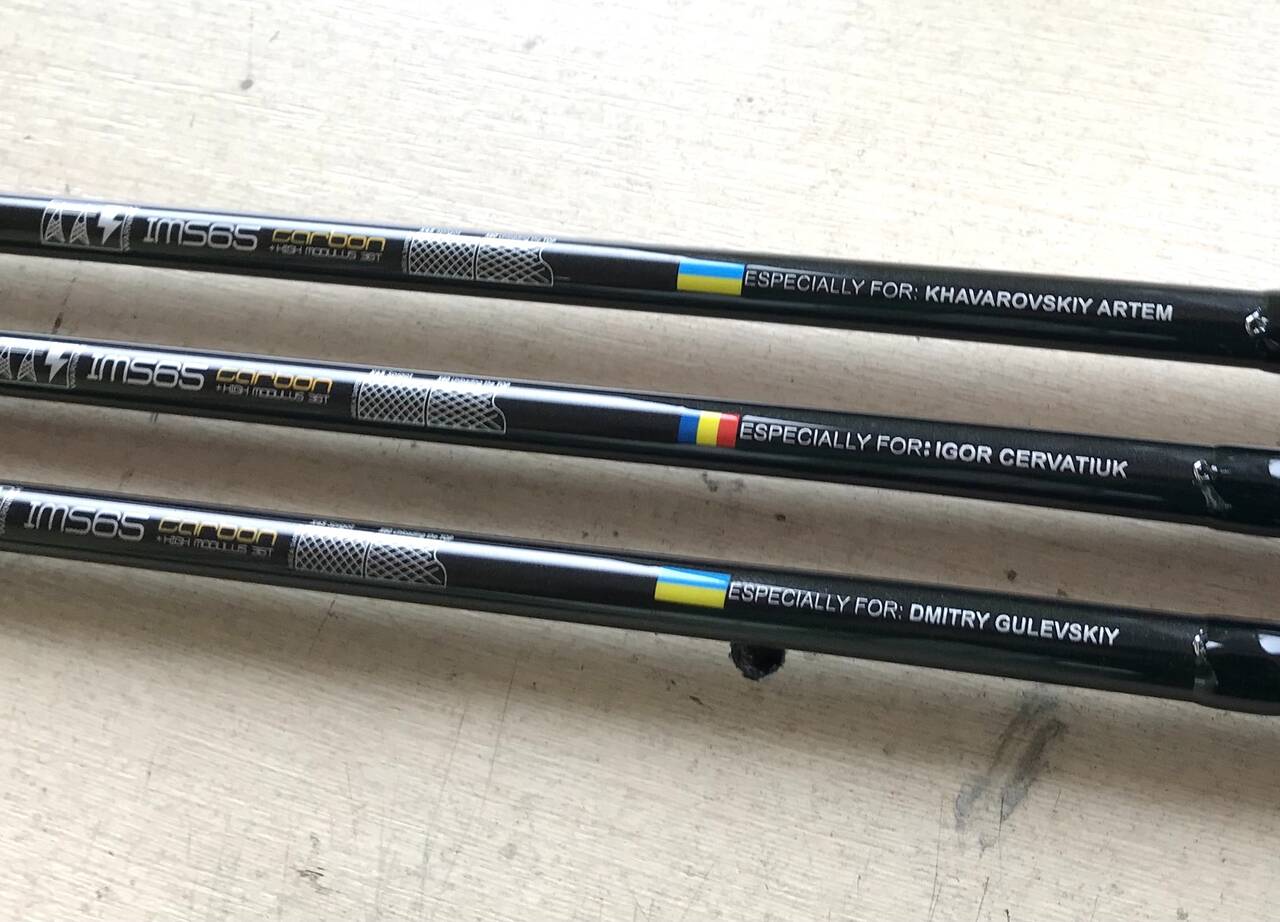 IMS65 carbon
+HIGH MODULUS 36T
ESPECIALLY FOR: KHAVAROVSKIY ARTEM
IMS65 carbon
+HIGH MODULUS 36T
ESPECIALLY FOR: IGOR CERVATIUK
IMS65 carbon
+HIGH MODULUS 36T
ESPECIALLY FOR: DMITRY GULEVSKIY